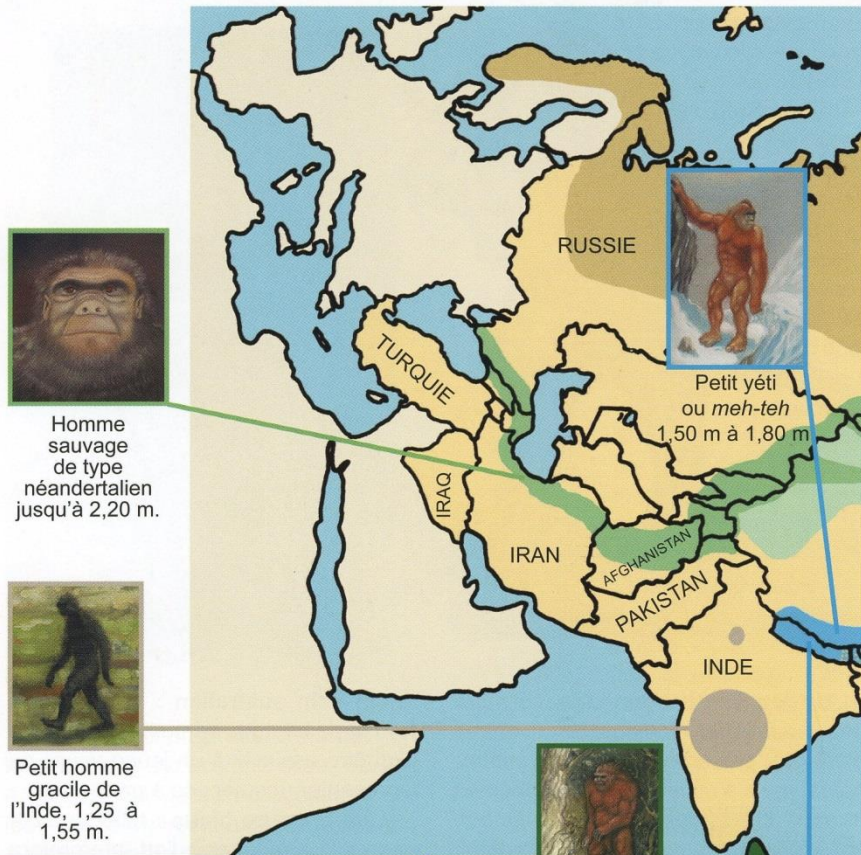 RUSSIE
Petit yéti
ou meh-teh
1,50 m à 1,80 m
TURQUIE
Homme
sauvage
de type
néandertalien
jusqu'à 2,20 m.
IRAQ
IRAN
AFGHANISTAN
PAKISTAN
INDE
Petit homme
gracile de
l'Inde, 1,25 à
1,55 m.